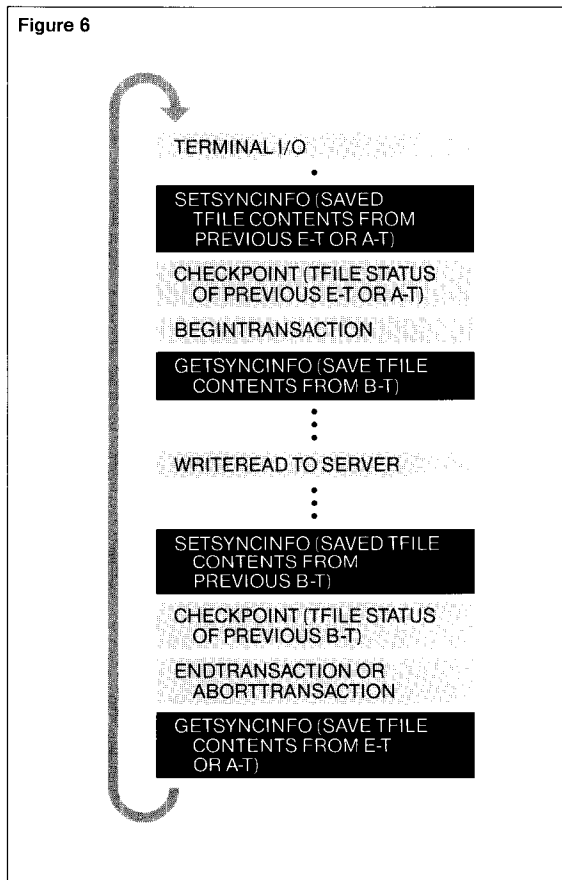 Figure 6
TERMINAL I/O
SETSYNCINFO (SAVED
TFILE CONTENTS FROM
PREVIOUS E-T OR A-T)
CHECKPOINT (TFILE STATUS
OF PREVIOUS E-T OR A-T)
BEGINTRANSACTION
GETSYNCINFO (SAVE TFILE
CONTENTS FROM B-T)
WRITEREAD TO SERVER
SETSYNCINFO (SAVED TFILE
CONTENTS FROM
PREVIOUS B-T)
CHECKPOINT (TFILE STATUS
OF PREVIOUS B-T)
ENDTRANSACTION OR
ABORTTRANSACTION
GETSYNCINFO (SAVE TFILE
CONTENTS FROM E-T
OR A-T)